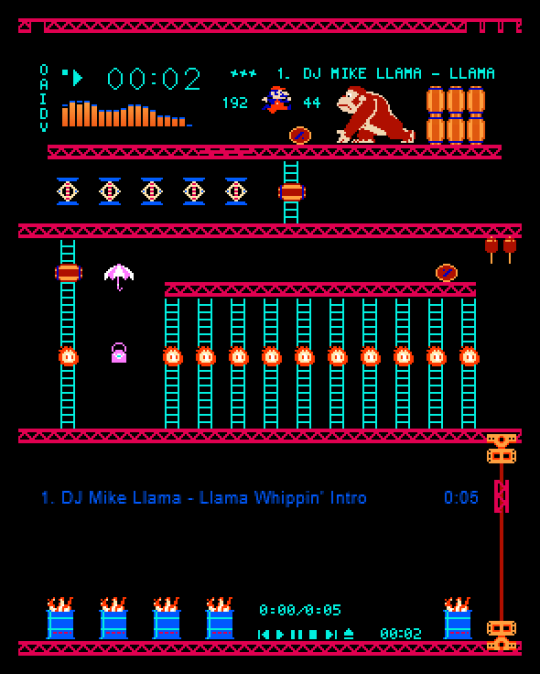 O
A
I
D
V
00:02
*** 1. DJ MIKE LLAMA - LLAMA
192
44
1. DJ Mike Llama - Llama Whippin' Intro 0:05
0:00/0:05
00:02